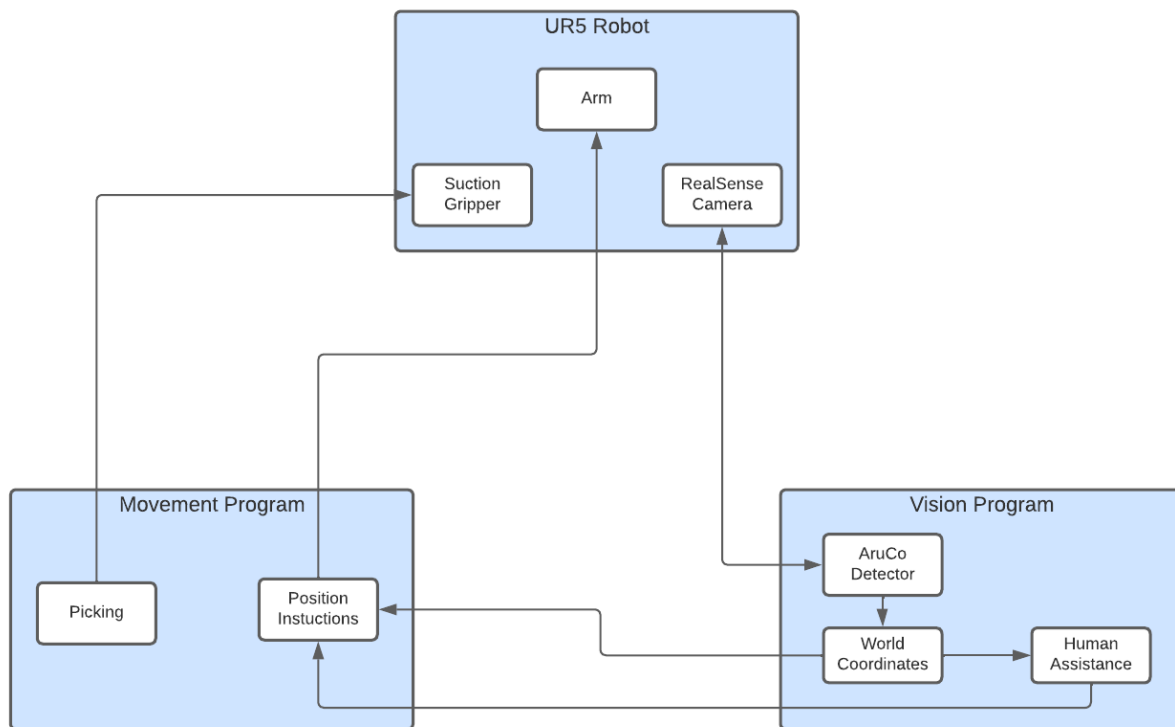 UR5 Robot
Arm
Suction
Gripper
RealSense
Camera
Movement Program
Picking
Position
Instuctions
Vision Program
AruCo
Detector
World
Coordinates
Human
Assistance